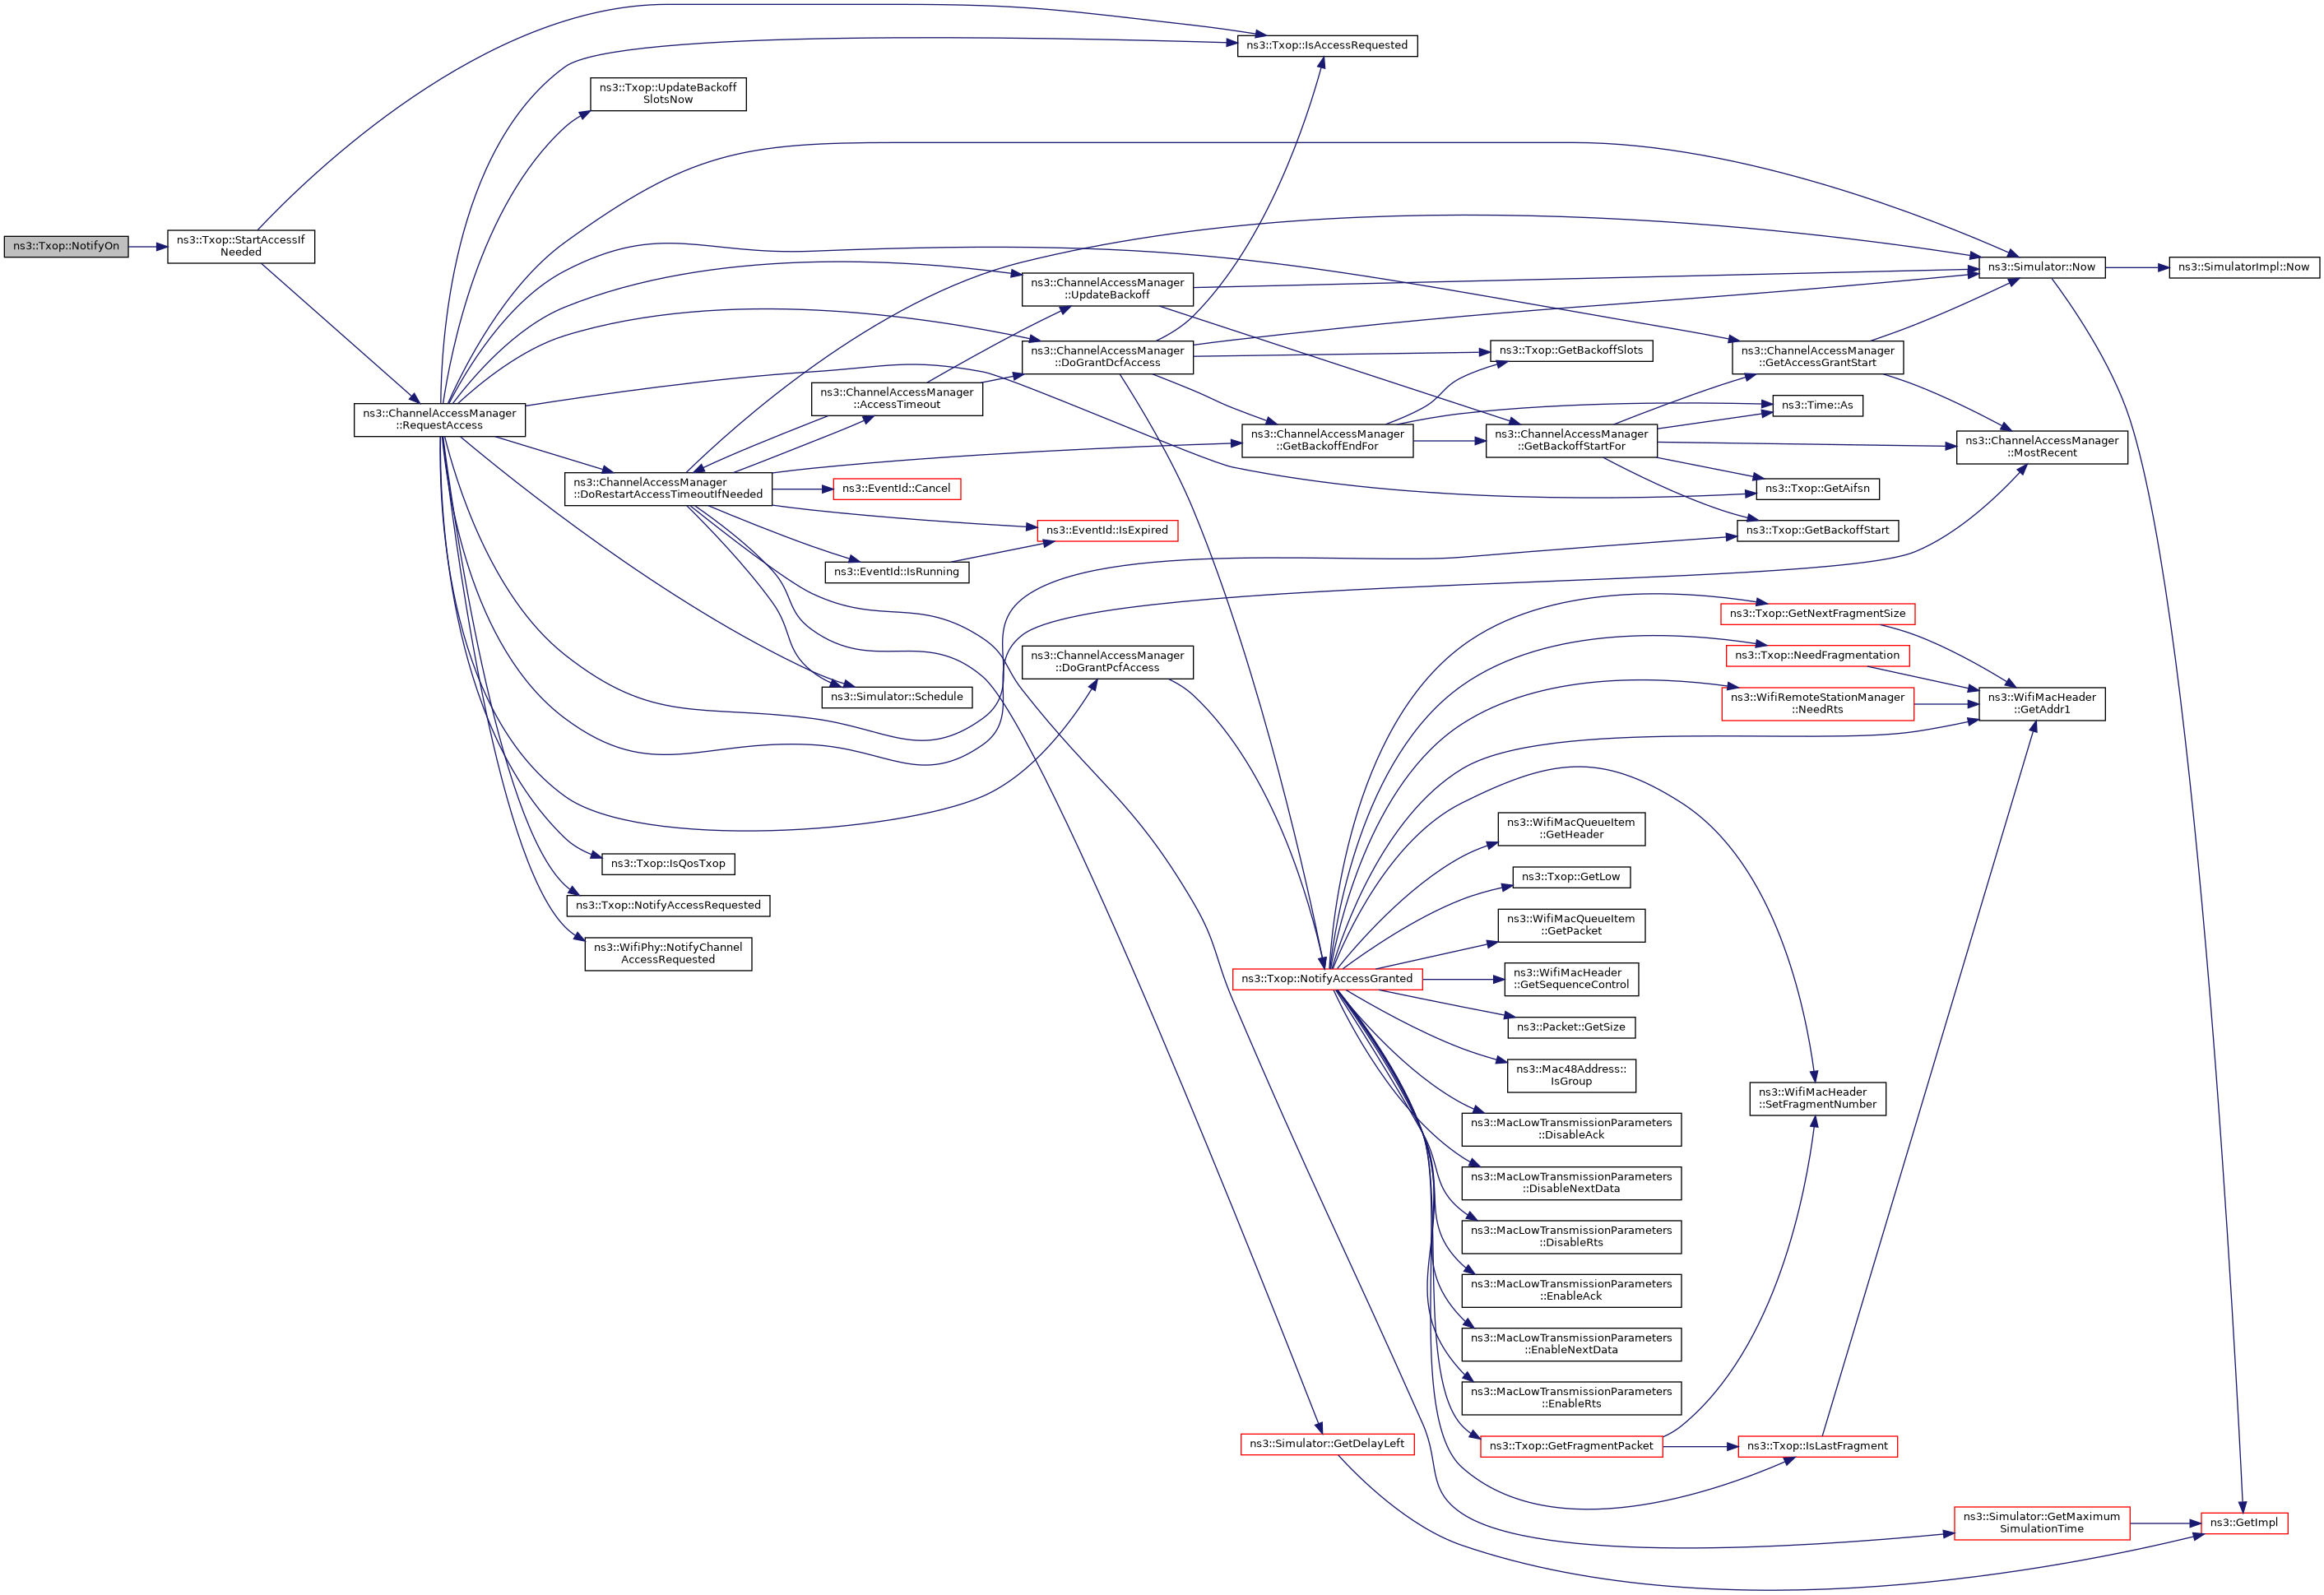 ns3::Txop::NotifyOn
ns3::Txop::StartAccessIf
Needed
ns3::ChannelAccessManager
::RequestAccess
ns3::Txop::IsAccessRequested
ns3::Txop::UpdateBackoff
SlotsNow
ns3::ChannelAccessManager
::UpdateBackoff
ns3::ChannelAccessManager
::DoGrantDcfAccess
ns3::ChannelAccessManager
::AccessTimeout
ns3::ChannelAccessManager
::DoRestartAccessTimeoutIfNeeded
ns3::EventId::Cancel
ns3::EventId::IsExpired
ns3::EventId::IsRunning
ns3::Simulator::Schedule
ns3::ChannelAccessManager
::DoGrantPcfAccess
ns3::Txop::IsQosTxop
ns3::Txop::NotifyAccessRequested
ns3::WifiPhy::NotifyChannel
AccessRequested
ns3::Simulator::Now
ns3::SimulatorImpl::Now
ns3::Txop::GetBackoffSlots
ns3::ChannelAccessManager
::GetAccessGrantStart
ns3::Time::As
ns3::ChannelAccessManager
::GetBackoffEndFor
ns3::ChannelAccessManager
::GetBackoffStartFor
ns3::ChannelAccessManager
::MostRecent
ns3::Txop::GetAifsn
ns3::Txop::GetBackoffStart
ns3::Txop::GetNextFragmentSize
ns3::Txop::NeedFragmentation
ns3::WifiRemoteStationManager
::NeedRts
ns3::WifiMacHeader
::GetAddr1
ns3::WifiMacQueueItem
::GetHeader
ns3::Txop::GetLow
ns3::WifiMacQueueItem
::GetPacket
ns3::Txop::NotifyAccessGranted
ns3::WifiMacHeader
::GetSequenceControl
ns3::Packet::GetSize
ns3::Mac48Address::
IsGroup
ns3::WifiMacHeader
::SetFragmentNumber
ns3::MacLowTransmissionParameters
::DisableAck
ns3::MacLowTransmissionParameters
::DisableNextData
ns3::MacLowTransmissionParameters
::DisableRts
ns3::MacLowTransmissionParameters
::EnableAck
ns3::MacLowTransmissionParameters
::EnableNextData
ns3::MacLowTransmissionParameters
::EnableRts
ns3::Simulator::GetDelayLeft
ns3::Txop::GetFragmentPacket
ns3::Txop::IsLastFragment
ns3::Simulator::GetMaximum
SimulationTime
ns3::GetImpl